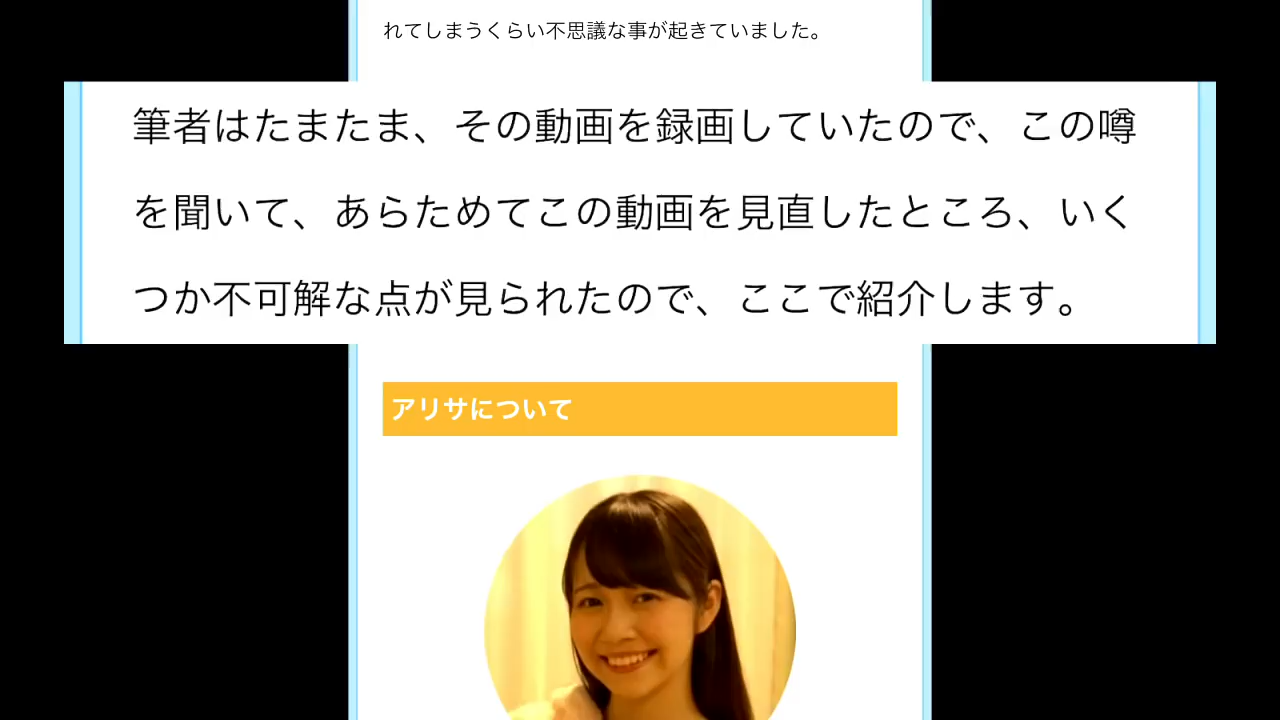 れてしまうくらい不思議な事が起きていました。
筆者はたまたま、その動画を録画していたので、この噂
を聞いて、あらためてこの動画を見直したところ、いく
つか不可解な点が見られたので、ここで紹介します。
アリサについて